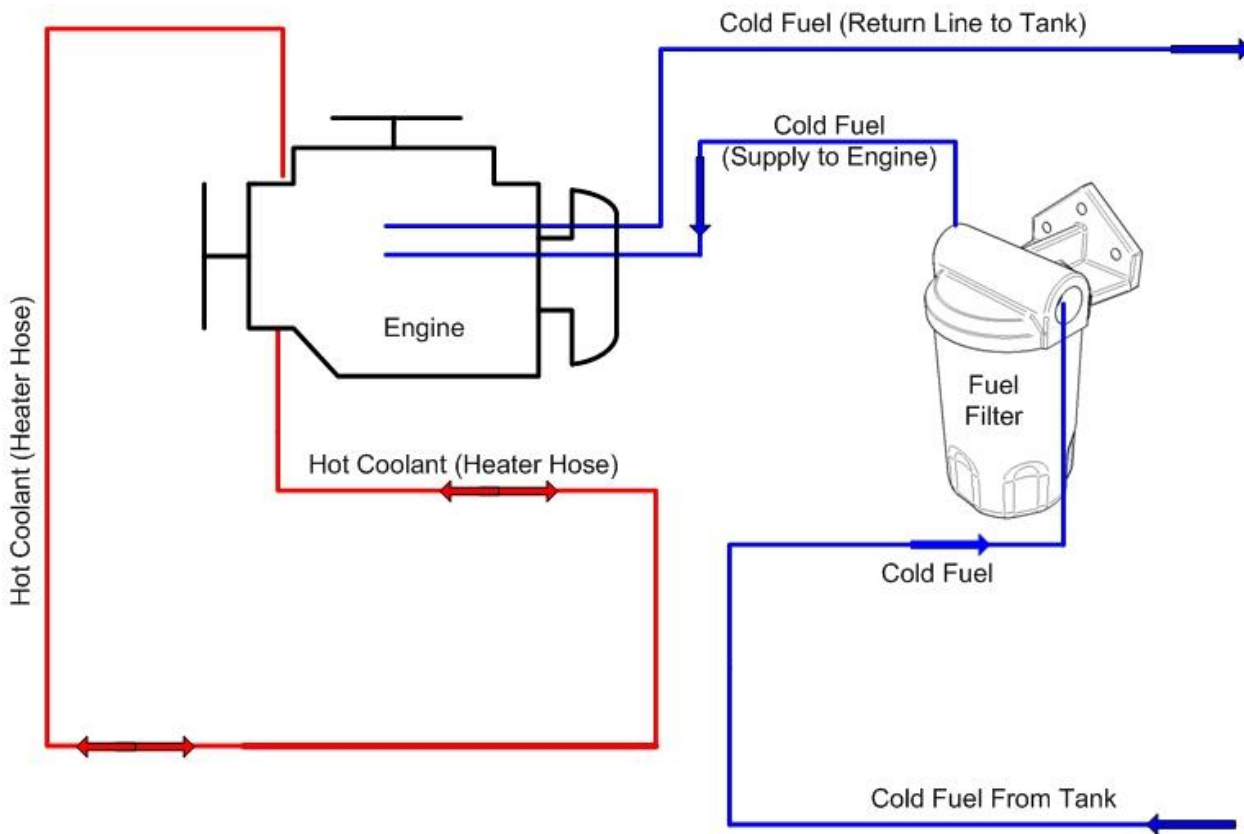 Cold Fuel (Return Line to Tank)
Cold Fuel
(Supply to Engine)
Engine
Fuel
Filter
Hot Coolant (Heater Hose)
Hot Coolant (Heater Hose)
Cold Fuel
Cold Fuel From Tank